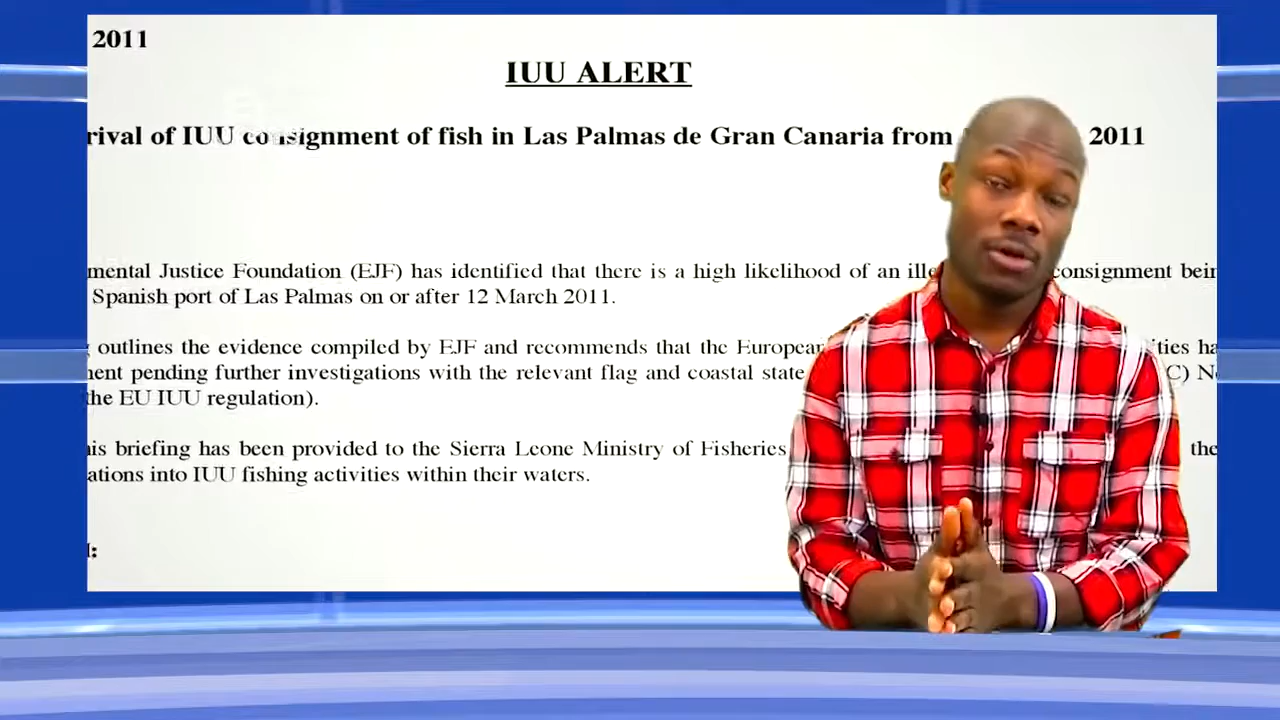 2011
IUU ALERT
rival of IUU consignment of fish in Las Palmas de Gran Canaria from 2011
mental Justice Foundation (EJF) has identified that there is a high likelihood of an ille consignment bein
Spanish port of Las Palmas on or after 12 March 2011.
outlines the evidence compiled by EJF and recommends that the European ities ha
ent pending further investigations with the relevant flag and coastal state C) N
the EU IUU regulation).
his briefing has been provided to the Sierra Leone Ministry of Fisheries the
ations into IUU fishing activities within their waters.